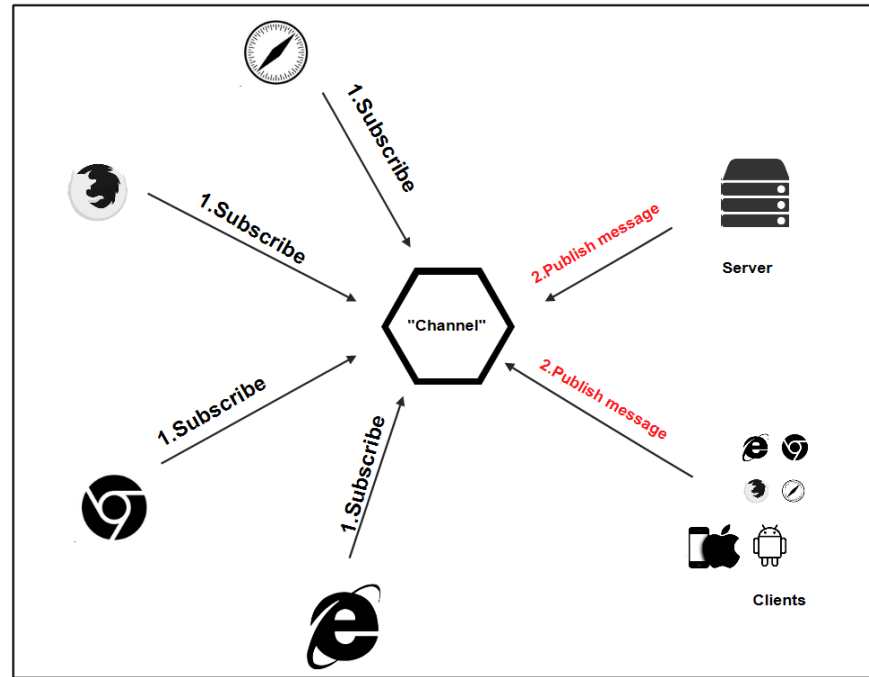 1.Subscribe
1.Subscribe
2.Publish message
Server
"Channel"
1.Subscribe
2.Publish message
1.Subscribe
Clients